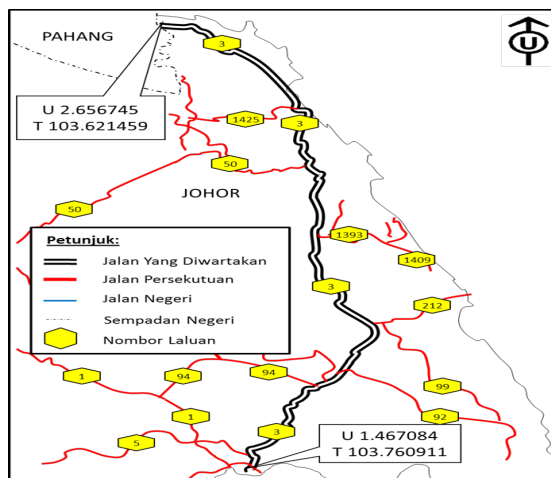 PAHANG
3
U
U 2.656745
T 103.621459
1425
3
50
JOHOR
50
1393
1409
Petunjuk:
Jalan Yang Diwartakan
Jalan Persekutuan
Jalan Negeri
Sempadan Negeri
Nombor Laluan
3
212
1
94
94
99
1
92
3
5
U 1.467084
T 103.760911